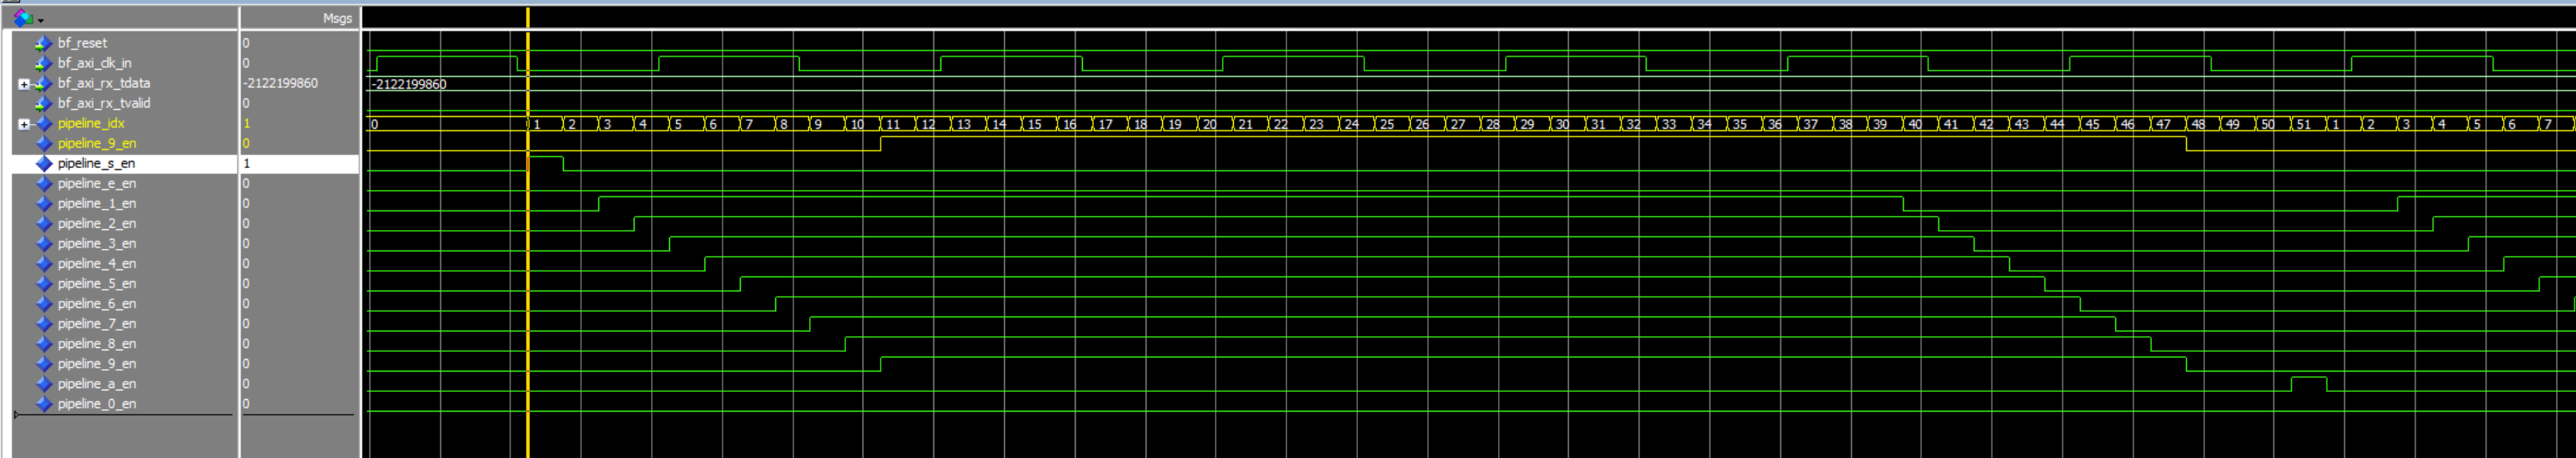 Msgs
bf_reset 0
bf_axi_clk_in 0
bf_axi_rx_tdata -2122199860 -2122199860
bf_axi_rx_tvalid 0
pipeline_idx 1 0 1 2 3 4 5 6 7 8 9 10 11 12 13 14 15 16 17 18 19 20 21 22 23 24 25 26 27 28 29 30 31 32 33 34 35 36 37 38 39 40 41 42 43 44 45 46 47 48 49 50 51 1 2 3 4 5 6 7
pipeline_9_en 0
pipeline_s_en 1
pipeline_e_en 0
pipeline_1_en 0
pipeline_2_en 0
pipeline_3_en 0
pipeline_4_en 0
pipeline_5_en 0
pipeline_6_en 0
pipeline_7_en 0
pipeline_8_en 0
pipeline_9_en 0
pipeline_a_en 0
pipeline_0_en 0